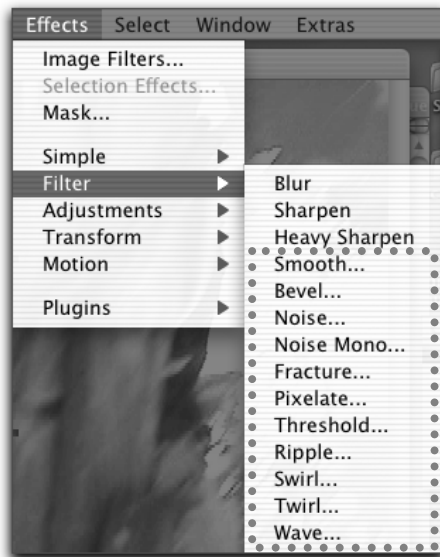 Effects Select Window Extras
Image Filters...
Selection Effects...
Mask...
Simple
Filter
Adjustments
Transform
Motion
Plugins
Blur
Sharpen
Heavy Sharpen
Smooth...
Bevel...
Noise...
Noise Mono...
Fracture...
Pixelate...
Threshold...
Ripple...
Swirl...
Twirl...
Wave...